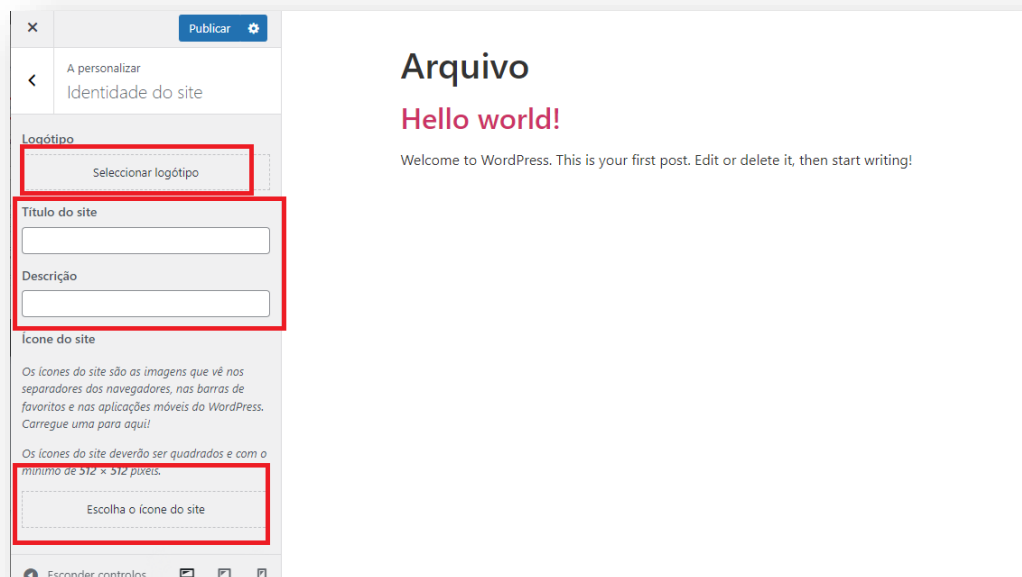 Publicar
A personalizar
Identidade do site
Logótipo
Seleccionar logótipo
Título do site
Descrição
Ícone do site
Os ícones do site são as imagens que vê nos
separadores dos navegadores, nas barras de
favoritos e nas aplicações móveis do WordPress.
Carregue uma para aqui!
Os ícones do site deverão ser quadrados e com o
mínimo de 512 × 512 píxeis.
Escolha o ícone do site
Esconder controlos
Arquivo
Hello world!
Welcome to WordPress. This is your first post. Edit or delete it, then start writing!